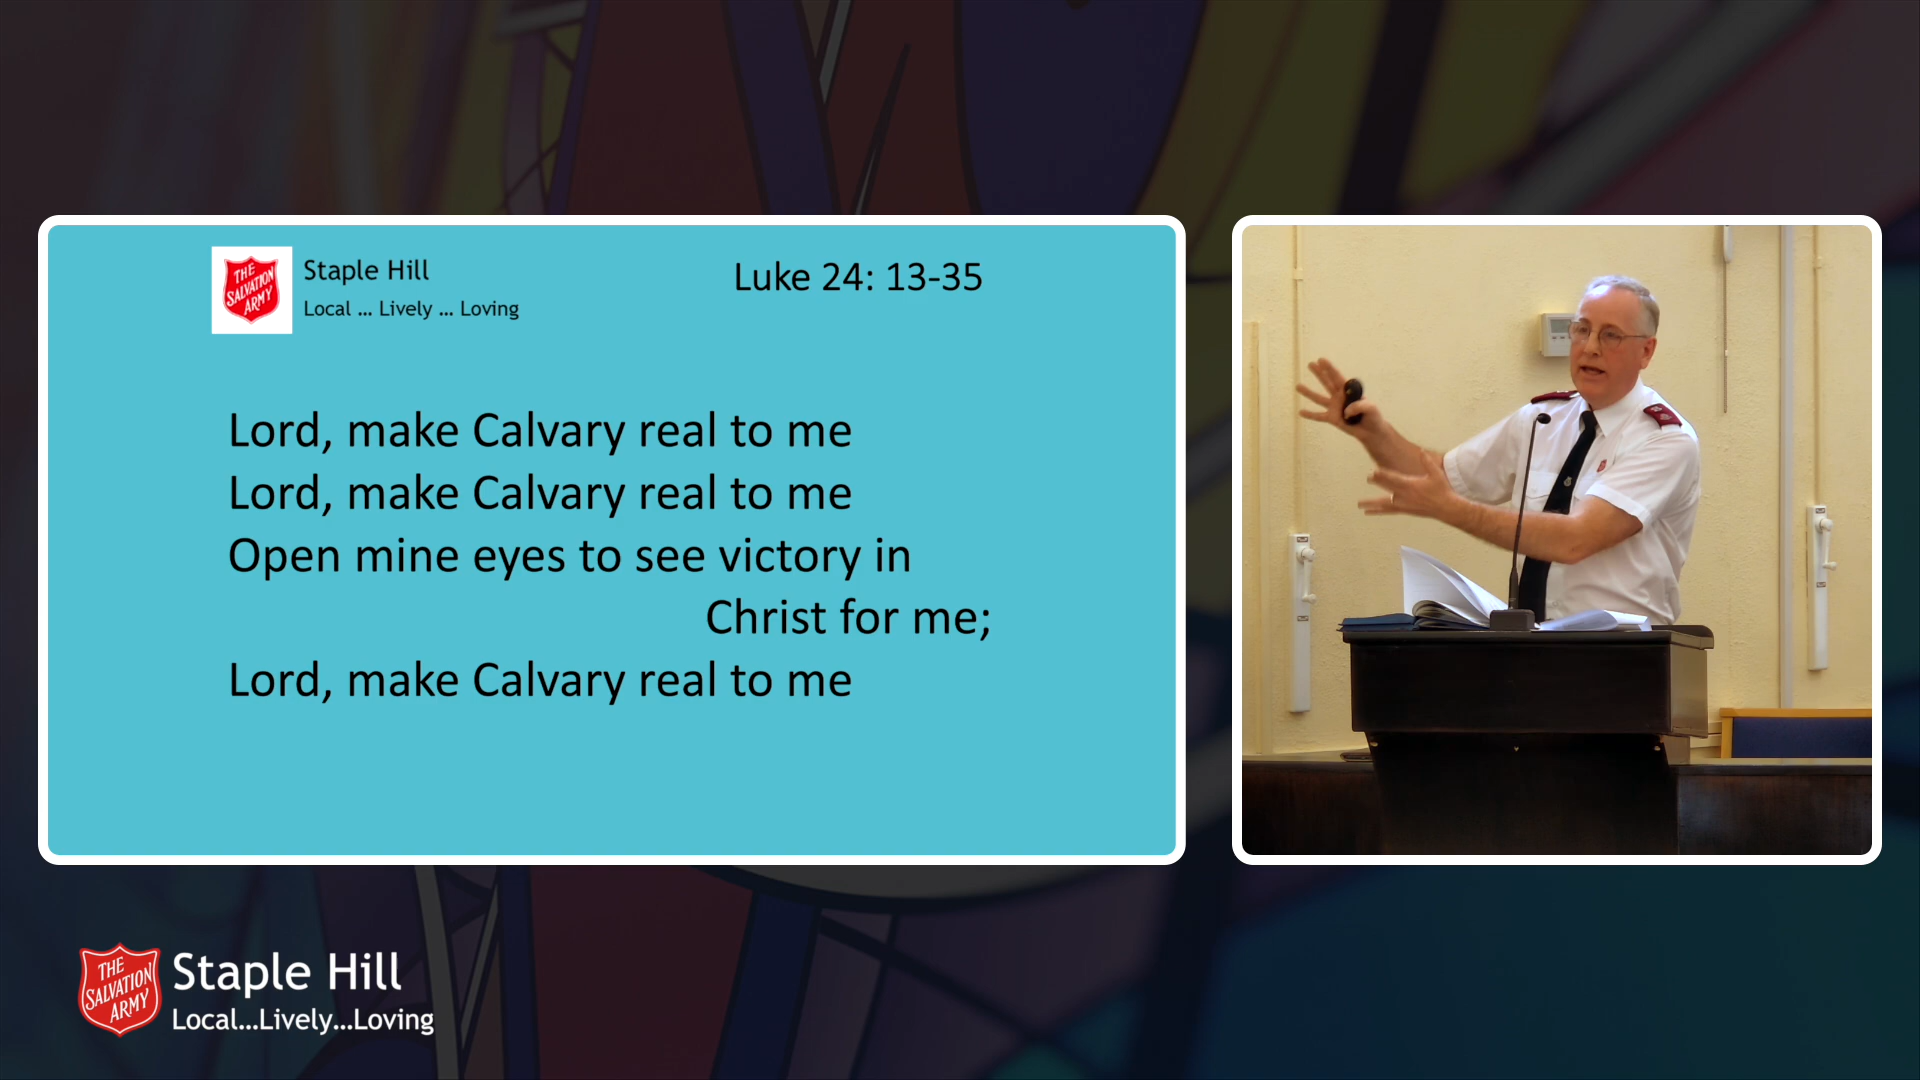 THE
SALVATION
ARMY
Staple Hill
Local ... Lively ... Loving
Luke 24: 13-35
Lord, make Calvary real to me
Lord, make Calvary real to me
Open mine eyes to see victory in
Christ for me;
Lord, make Calvary real to me
THE
SALVATION
ARMY
Staple Hill
Local...Lively...Loving